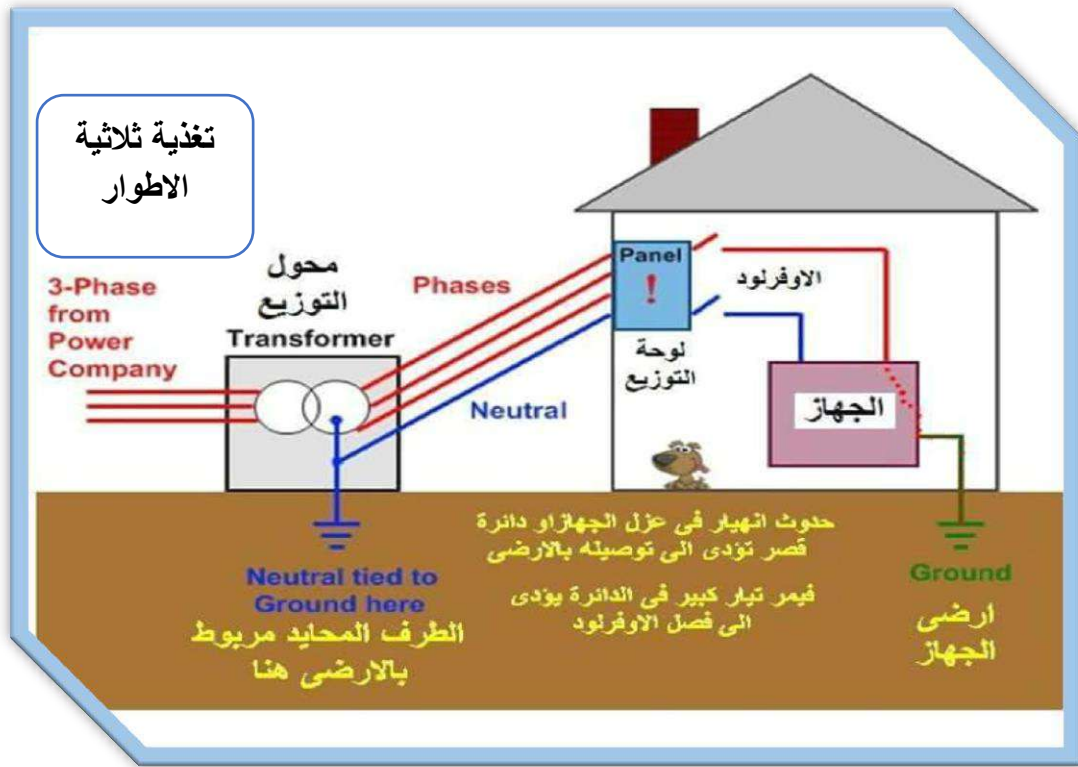 تغذية ثلاثية
الاطوار
3-Phase
from
Power
Company
محول
التوزيع
Transformer
Phases
Neutral
Panel
!
لوحة
التوزيع
الاوفرلود
الجهاز
Neutral tied to
Ground here
الطرف المحايد مربوط
بالارضى هنا
حدوث انهيار فى عزل الجهازاو دائرة
قصر تؤدى الى توصيله بالارضى
فيمر تيار كبير فى الدائرة يؤدى
الى فصل الاوفرلود
Ground
ارضى
الجهاز